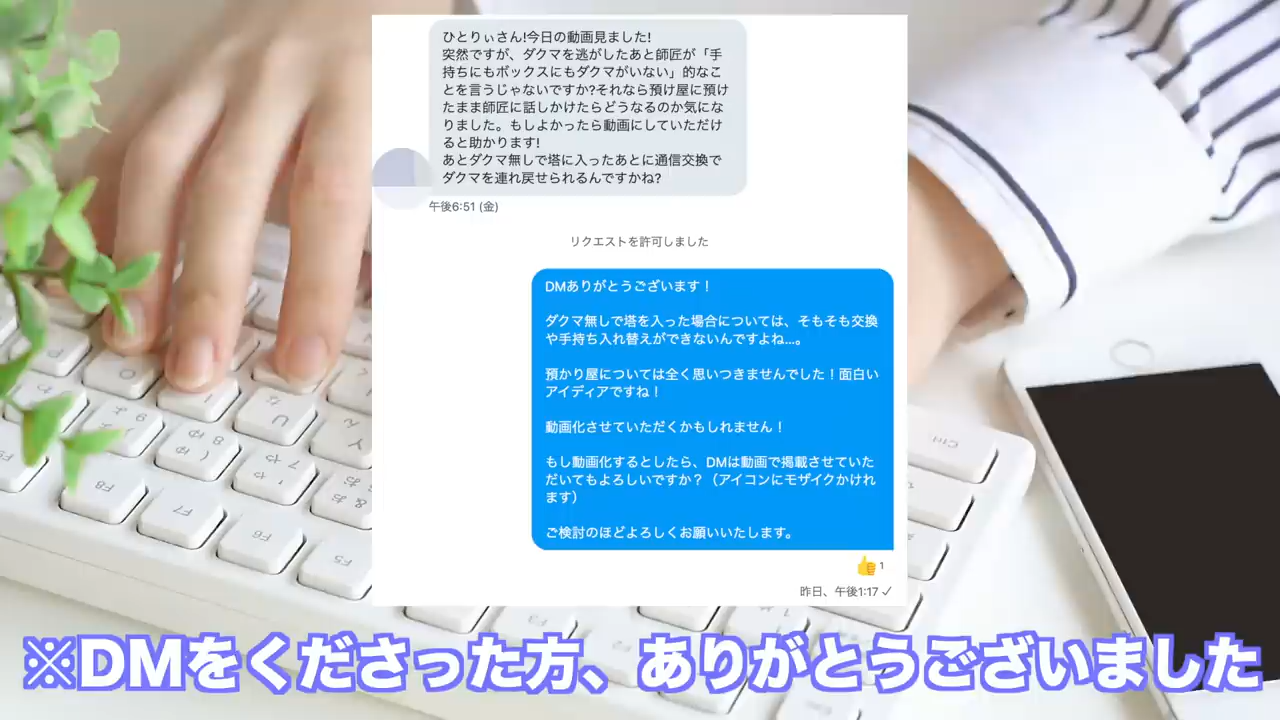 ひとりぃさん!今日の動画見ました!
突然ですが、ダクマを逃がしたあと師匠が「手
持ちにもボックスにもダクマがいない」的なこ
とを言うじゃないですか?それなら預け屋に預け
たまま師匠に話しかけたらどうなるのか気にな
りました。もしよかったら動画にしていただけ
ると助かります!
あとダクマ無しで塔に入ったあとに通信交換で
ダクマを連れ戻せられるんですかね?
午後6:51 (金)
リクエストを許可しました
DMありがとうございます！
ダクマ無しで塔を入った場合については、そもそも交換
や手持ち入れ替えができないんですよね...。
預かり屋については全く思いつきませんでした！面白い
アイディアですね！
動画化させていただくかもしれません！
もし動画化するとしたら、DMは動画で掲載させていた
だいてもよろしいですか？（アイコンにモザイクかけれ
ます）
ご検討のほどよろしくお願いいたします。
👍 1
昨日、午後1:17 ✓
※DMをくださった方、ありがとうございました